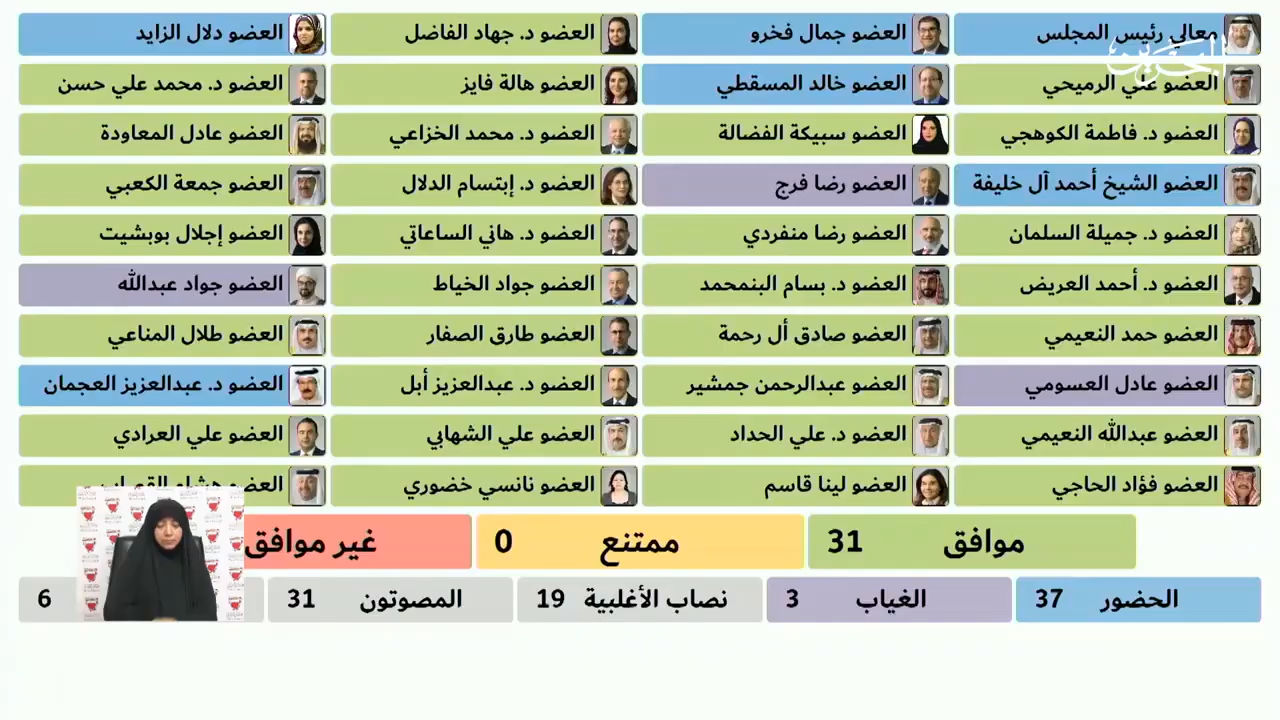 معالي رئيس المجلس العضو جمال فخرو العضو د. جهاد الفاضل العضو دلال الزايد
البحرين
العضو علي الرميحي العضو خالد المسقطي العضو هالة فايز العضو د. محمد علي حسن
العضو د. فاطمة الكوهجي العضو سبيكة الفضالة العضو د. محمد الخزاعي العضو عادل المعاودة
العضو الشيخ أحمد آل خليفة العضو رضا فرج العضو د. إبتسام الدلال العضو جمعة الكعبي
العضو د. جميلة السلمان العضو رضا منفردي العضو د. هاني الساعاتي العضو إجلال بوبشيت
العضو د. أحمد العريض العضو د. بسام البنمحمد العضو جواد الخياط العضو جواد عبدالله
العضو حمد النعيمي العضو صادق أل رحمة العضو طارق الصفار العضو طلال المناعي
العضو عادل العسومي العضو عبدالرحمن جمشير العضو د. عبدالعزيز أبل العضو د. عبدالعزيز العجمان
العضو عبدالله النعيمي العضو د. علي الحداد العضو علي الشهابي العضو علي العرادي
العضو فؤاد الحاجي العضو لينا قاسم العضو نانسي خضوري العضو هشام
موافق 31 ممتنع 0 غير موافق
الحضور 37 الغياب 3 نصاب الأغلبية 19 المصوتون 31 6